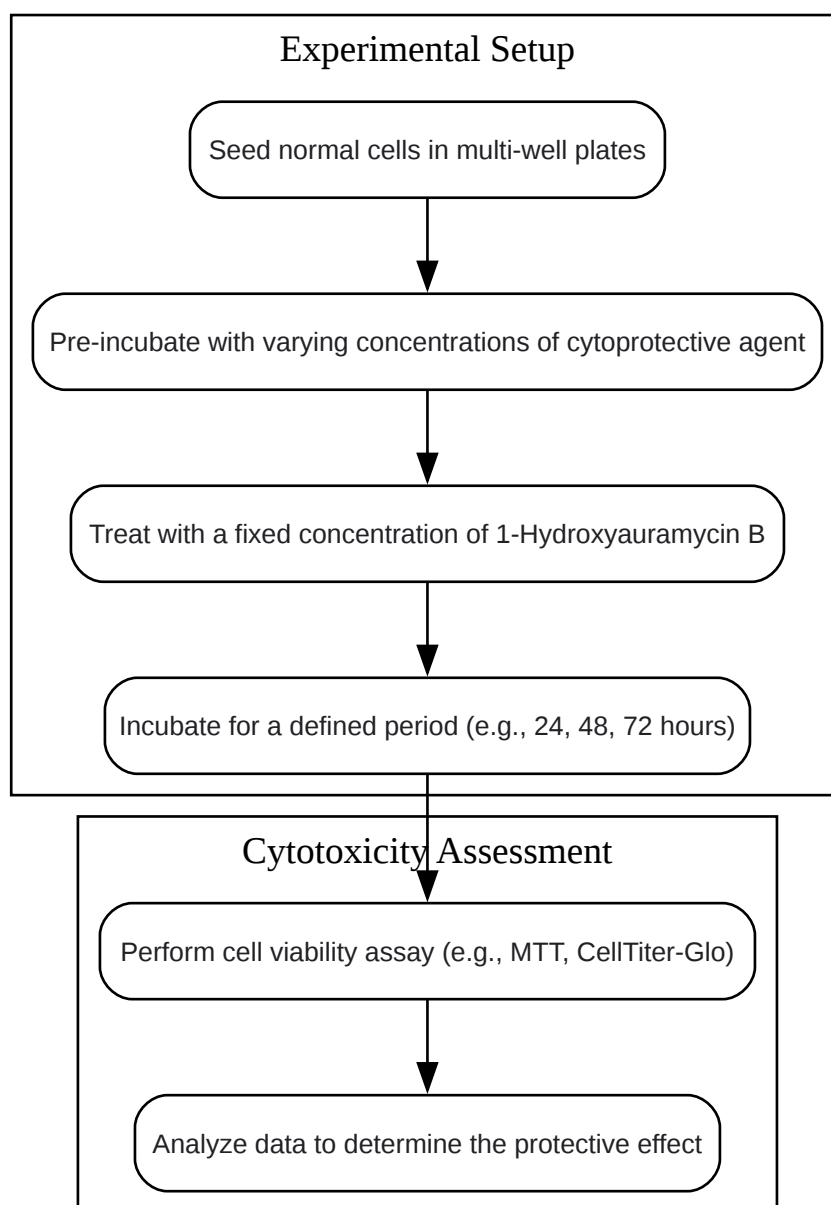 Experimental Setup
Seed normal cells in multi-well plates
Pre-incubate with varying concentrations of cytoprotective agent
Treat with a fixed concentration of 1-Hydroxyauramycin B
Incubate for a defined period (e.g., 24, 48, 72 hours)
Cytotoxicity Assessment
Perform cell viability assay (e.g., MTT, CellTiter-Glo)
Analyze data to determine the protective effect